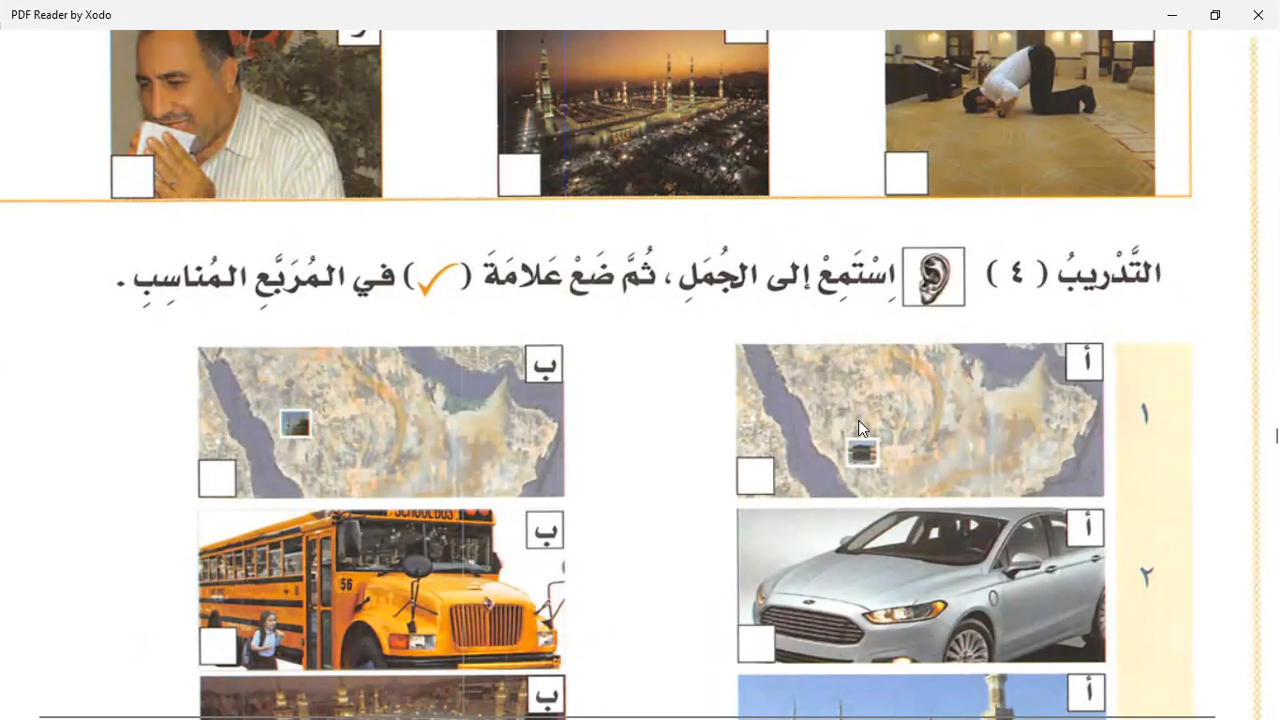 PDF Reader by Xodo
التَّدْرِيبُ ( ٤ ) اِسْتَمِعْ إلى الجُمَلِ ، ثُمَّ ضَعْ عَلامَةَ ( ✓ ) في المُرَبَّعِ المُناسِبِ .
١
أ
ب
٢
أ
ب
SCHOOL BUS
56
أ
ب